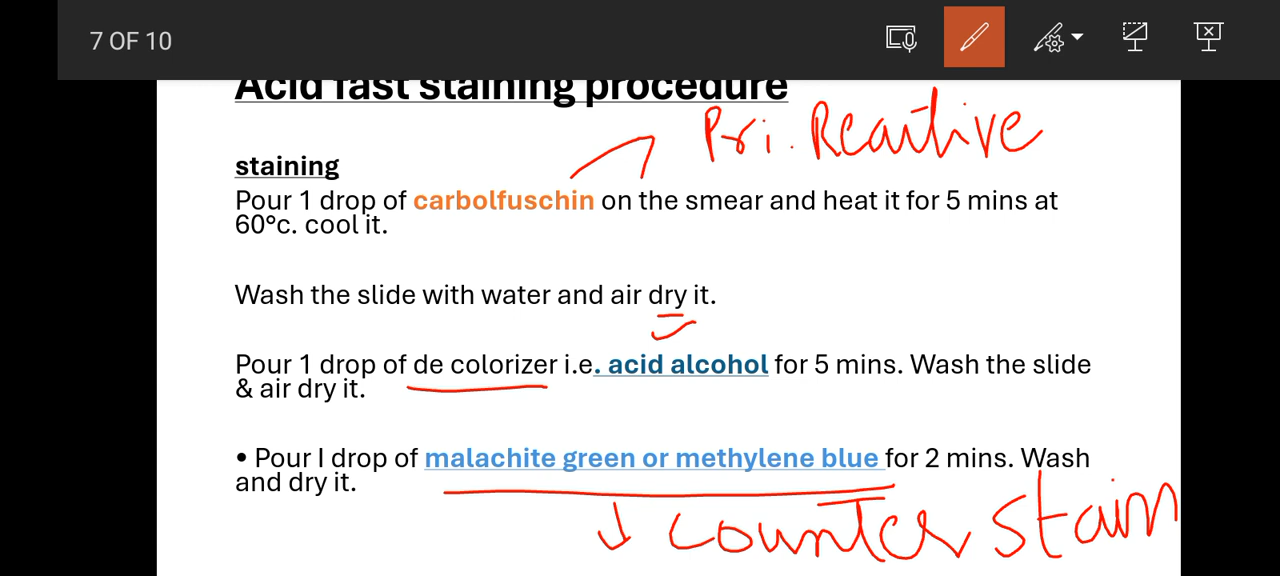 7 OF 10
Acid fast staining procedure
Pri. Reactive
staining
Pour 1 drop of carbolfuschin on the smear and heat it for 5 mins at
60°c. cool it.
Wash the slide with water and air dry it.
Pour 1 drop of de colorizer i.e. acid alcohol for 5 mins. Wash the slide
& air dry it.
• Pour I drop of malachite green or methylene blue for 2 mins. Wash
and dry it.
Counter stain